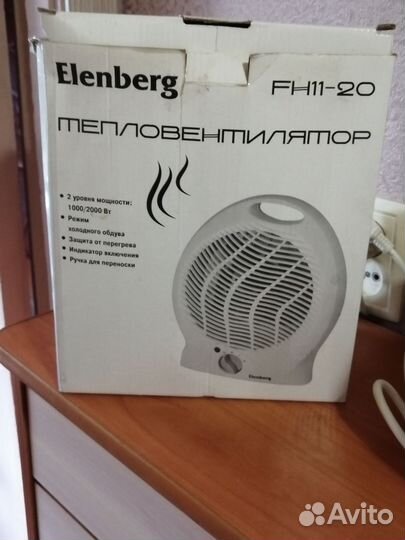 Elenberg
FH11-20
ТЕПЛОВЕНТИЛЯТОР
• 2 уровня мощности:
1000/2000 Вт
• Режим
холодного обдува
• Защита от перегрева
• Индикатор включения
• Ручка для переноски
Elenberg
Avito